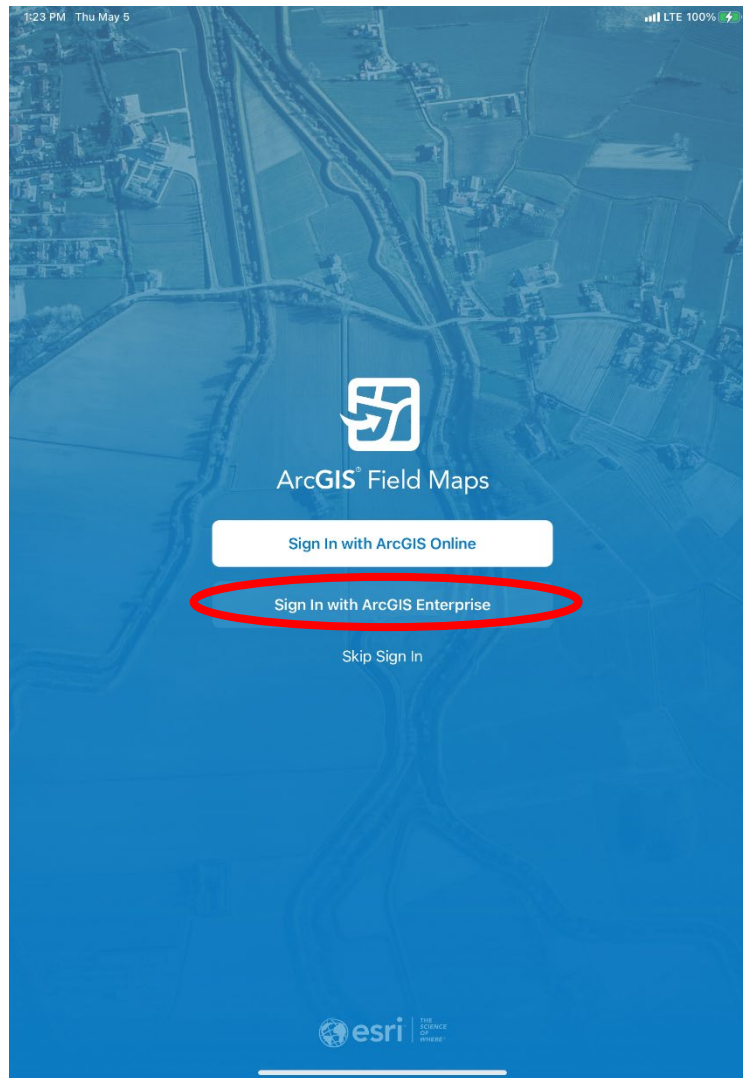 1:23 PM Thu May 5
LTE 100%
ArcGIS® Field Maps
Sign In with ArcGIS Online
Sign In with ArcGIS Enterprise
Skip Sign In
esri
THE
SCIENCE
OF
WHERE®